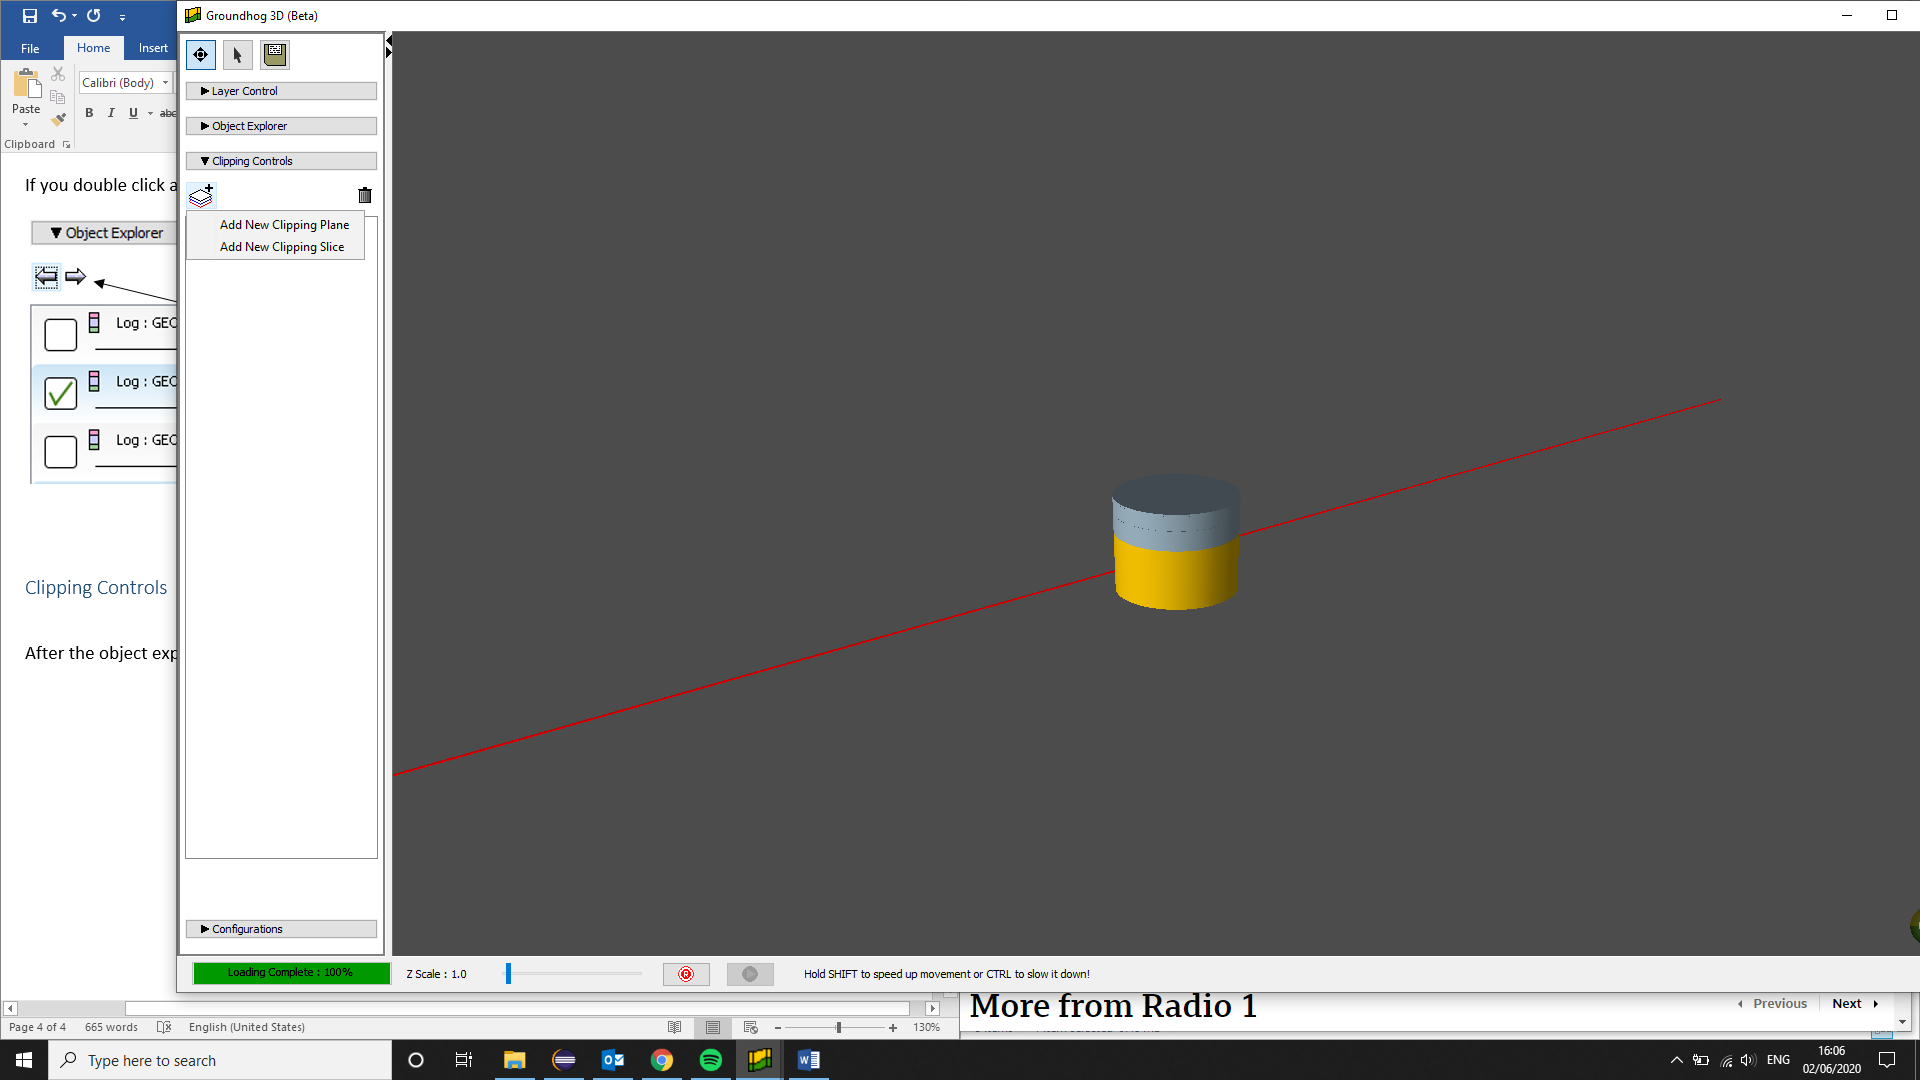 Groundhog 3D (Beta)
File
Home
Insert
Calibri (Body)
Paste
B I U abc
Clipboard
Layer Control
Object Explorer
Clipping Controls
Add New Clipping Plane
Add New Clipping Slice
If you double click a
Object Explorer
Log : GEO
Log : GEO
Log : GEO
Clipping Controls
After the object exp
Configurations
Loading Complete : 100%
Z Scale : 1.0
Hold SHIFT to speed up movement or CTRL to slow it down!
More from Radio 1
Previous
Next
Page 4 of 4
665 words
English (United States)
130%
Type here to search
ENG
16:06
02/06/2020